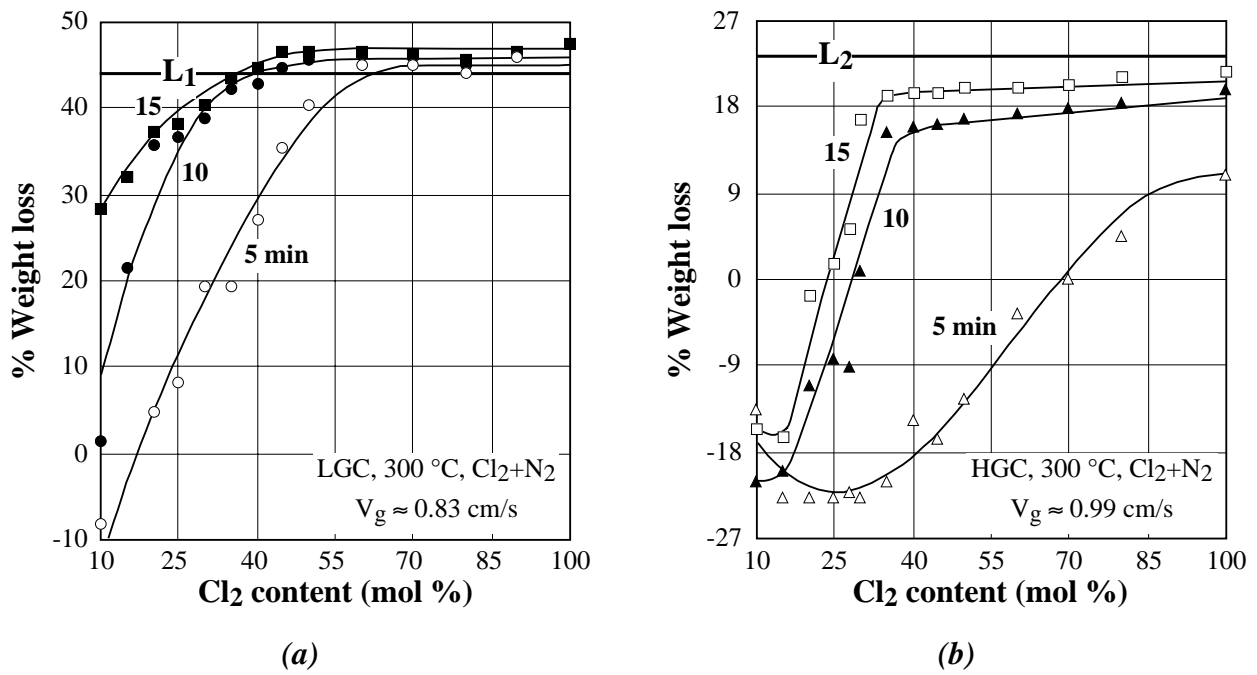 % Weight loss
50
40
30
20
10
0
-10
L1
15
10
5 min
LGC, 300 °C, Cl2+N2
Vg ≈ 0.83 cm/s
10 25 40 55 70 85 100
Cl2 content (mol %)
(a)
% Weight loss
27
18
9
0
-9
-18
-27
L2
15
10
5 min
HGC, 300 °C, Cl2+N2
Vg ≈ 0.99 cm/s
10 25 40 55 70 85 100
Cl2 content (mol %)
(b)